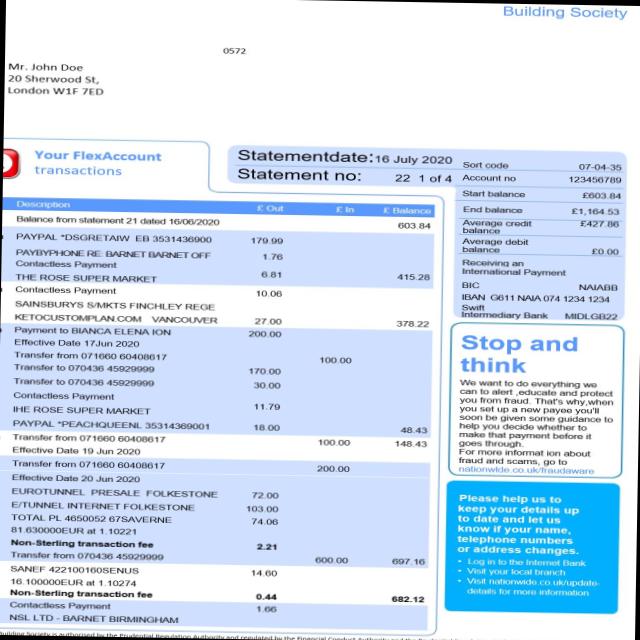 Building Society
0572
Mr. John Doe
20 Sherwood St,
London W1F 7ED
Your FlexAccount
transactions
Statementdate: 16 July 2020
Statement no: 22 1 of 4
Sort code 07-04-35
Account no 123456789
Start balance £603.84
End balance £1,164.53
Average credit balance £427.86
Average debit balance £0.00
Receiving an
International Payment
BIC NAIABB
IBAN G611 NAIA 074 1234 1234
Swift
Intermediary Bank MIDLGB22
Description £ Out £ In £ Balance
Balance from statement 21 dated 16/06/2020 603.84
PAYPAL *DSGRETAIW EB 3531436900 179.99
PAYBYPHONE RE: BARNET BARNET OFF 1.76
Contactless Payment
THE ROSE SUPER MARKET 6.81 415.28
Contactless Payment 10.06
SAINSBURYS S/MKTS FINCHLEY REGE
KETOCUSTOMPLAN.COM VANCOUVER 27.00 378.22
Payment to BIANCA ELENA ION 200.00
Effective Date 17Jun 2020
Transfer from 071660 60408617 100.00
Transfer to 070436 45929999 170.00
Transfer to 070436 45929999 30.00
Contactless Payment
IHE ROSE SUPER MARKET 11.79
PAYPAL *PEACHQUEENL 35314369001 18.00 48.43
Transfer from 071660 60408617 100.00 148.43
Effective Date 19 Jun 2020
Transfer from 071660 60408617 200.00
Effective Date 20 Jun 2020
EUROTUNNEL PRESALE FOLKESTONE 72.00
E/TUNNEL INTERNET FOLKESTONE 103.00
TOTAL PL 4650052 67SAVERNE 74.06
81.630000EUR at 1.10221
Non-Sterling transaction fee 2.21
Transfer from 070436 45929999 600.00 697.16
SANEF 422100160SENUS 14.60
16.100000EUR at 1.10274
Non-Sterling transaction fee 0.44 682.12
Contactless Payment 1.66
NSL LTD - BARNET BIRMINGHAM
Stop and
think
We want to do everything we
can to alert ,educate and protect
you from fraud. That's why,when
you set up a new payee you'll
soon be given some guidance to
help you decide whether to
make that payment before it
goes through.
For more informat ion about
fraud and scams, go to
nationwide.co.uk/fraudaware
Please help us to
keep your details up
to date and let us
know if your name,
telephone numbers
or address changes.
• Log in to the Internet Bank
• Visit your local branch
• Visit nationwide.co.uk/update-
details for more information
Building Society is authorised by the Prudential Regulation Authority and regulated by the Financial Conduct Authority and the